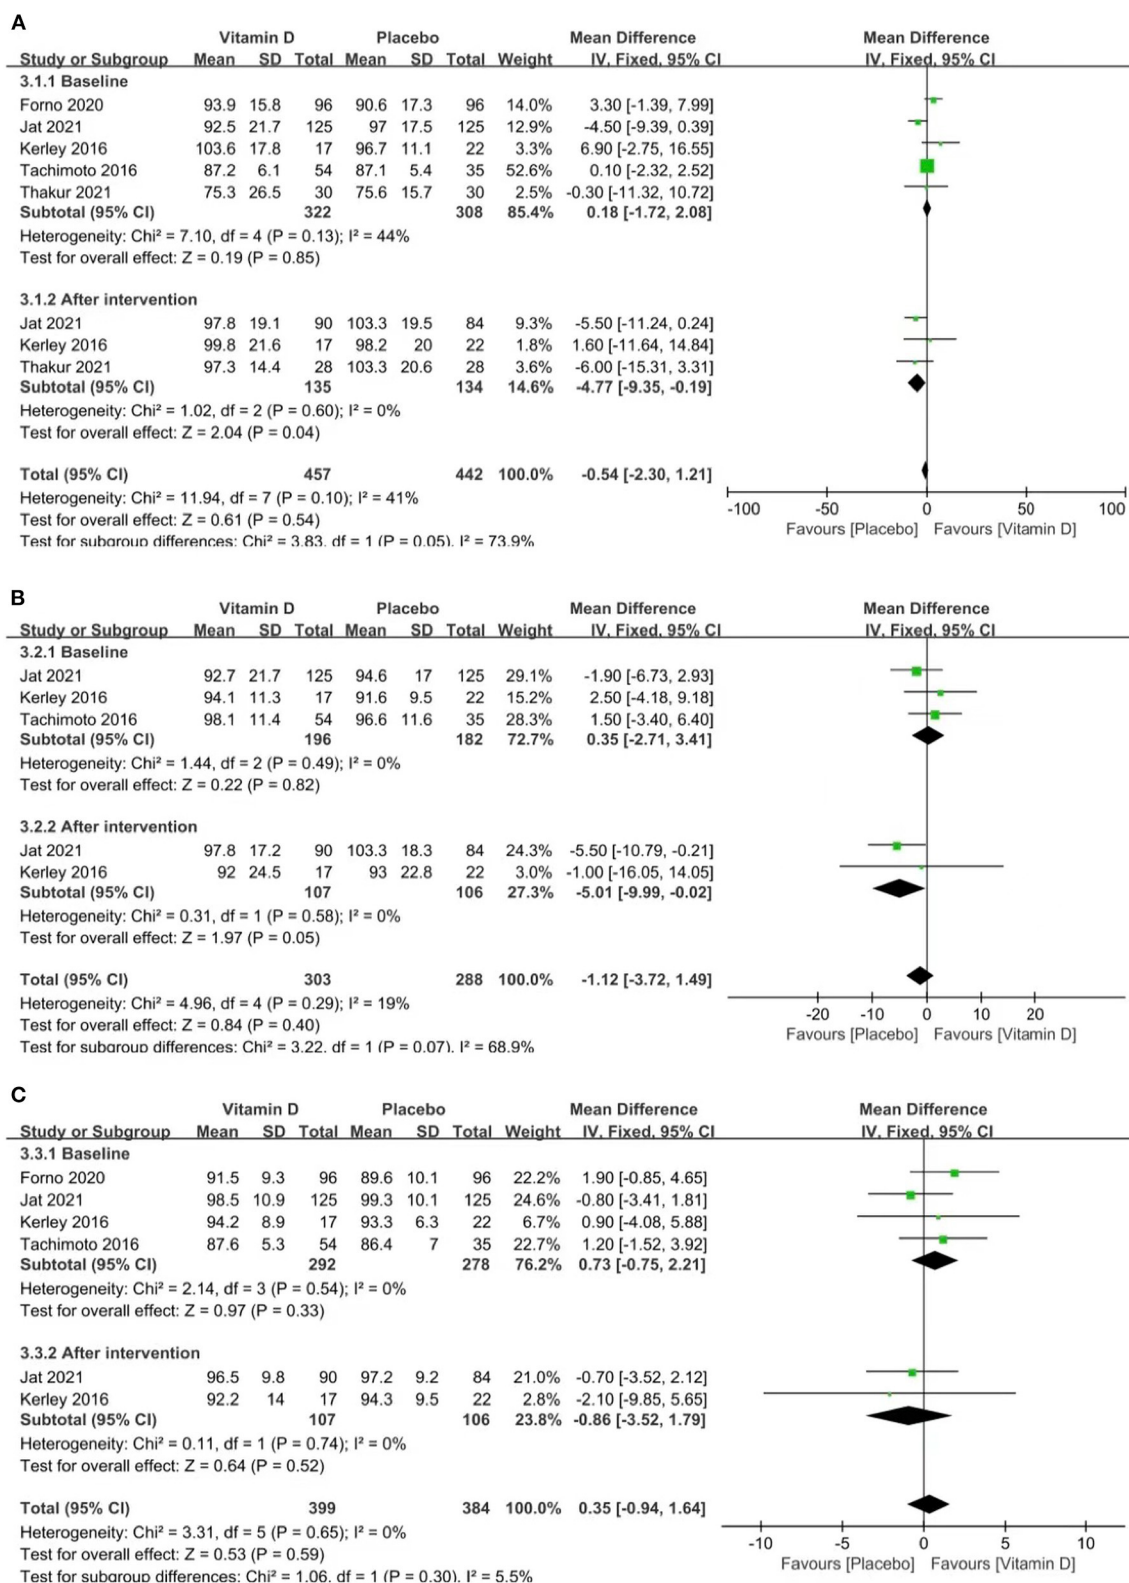 A
Vitamin D Placebo Mean Difference Mean Difference
Study or Subgroup Mean SD Total Mean SD Total Weight IV, Fixed, 95% CI IV, Fixed, 95% CI
3.1.1 Baseline
Forno 2020 93.9 15.8 96 90.6 17.3 96 14.0% 3.30 [-1.39, 7.99]
Jat 2021 92.5 21.7 125 97 17.5 125 12.9% -4.50 [-9.39, 0.39]
Kerley 2016 103.6 17.8 17 96.7 11.1 22 3.3% 6.90 [-2.75, 16.55]
Tachimoto 2016 87.2 6.1 54 87.1 5.4 35 52.6% 0.10 [-2.32, 2.52]
Thakur 2021 75.3 26.5 30 75.6 15.7 30 2.5% -0.30 [-11.32, 10.72]
Subtotal (95% CI) 322 308 85.4% 0.18 [-1.72, 2.08]
Heterogeneity: Chi² = 7.10, df = 4 (P = 0.13); I² = 44%
Test for overall effect: Z = 0.19 (P = 0.85)
3.1.2 After intervention
Jat 2021 97.8 19.1 90 103.3 19.5 84 9.3% -5.50 [-11.24, 0.24]
Kerley 2016 99.8 21.6 17 98.2 20 22 1.8% 1.60 [-11.64, 14.84]
Thakur 2021 97.3 14.4 28 103.3 20.6 28 3.6% -6.00 [-15.31, 3.31]
Subtotal (95% CI) 135 134 14.6% -4.77 [-9.35, -0.19]
Heterogeneity: Chi² = 1.02, df = 2 (P = 0.60); I² = 0%
Test for overall effect: Z = 2.04 (P = 0.04)
Total (95% CI) 457 442 100.0% -0.54 [-2.30, 1.21]
Heterogeneity: Chi² = 11.94, df = 7 (P = 0.10); I² = 41%
Test for overall effect: Z = 0.61 (P = 0.54)
Test for subgroup differences: Chi² = 3.83, df = 1 (P = 0.05), I² = 73.9%
-100 -50 0 50 100
Favours [Placebo] Favours [Vitamin D]
B
Vitamin D Placebo Mean Difference Mean Difference
Study or Subgroup Mean SD Total Mean SD Total Weight IV, Fixed, 95% CI IV, Fixed, 95% CI
3.2.1 Baseline
Jat 2021 92.7 21.7 125 94.6 17 125 29.1% -1.90 [-6.73, 2.93]
Kerley 2016 94.1 11.3 17 91.6 9.5 22 15.2% 2.50 [-4.18, 9.18]
Tachimoto 2016 98.1 11.4 54 96.6 11.6 35 28.3% 1.50 [-3.40, 6.40]
Subtotal (95% CI) 196 182 72.7% 0.35 [-2.71, 3.41]
Heterogeneity: Chi² = 1.44, df = 2 (P = 0.49); I² = 0%
Test for overall effect: Z = 0.22 (P = 0.82)
3.2.2 After intervention
Jat 2021 97.8 17.2 90 103.3 18.3 84 24.3% -5.50 [-10.79, -0.21]
Kerley 2016 92 24.5 17 93 22.8 22 3.0% -1.00 [-16.05, 14.05]
Subtotal (95% CI) 107 106 27.3% -5.01 [-9.99, -0.02]
Heterogeneity: Chi² = 0.31, df = 1 (P = 0.58); I² = 0%
Test for overall effect: Z = 1.97 (P = 0.05)
Total (95% CI) 303 288 100.0% -1.12 [-3.72, 1.49]
Heterogeneity: Chi² = 4.96, df = 4 (P = 0.29); I² = 19%
Test for overall effect: Z = 0.84 (P = 0.40)
Test for subgroup differences: Chi² = 3.22, df = 1 (P = 0.07), I² = 68.9%
-20 -10 0 10 20
Favours [Placebo] Favours [Vitamin D]
C
Vitamin D Placebo Mean Difference Mean Difference
Study or Subgroup Mean SD Total Mean SD Total Weight IV, Fixed, 95% CI IV, Fixed, 95% CI
3.3.1 Baseline
Forno 2020 91.5 9.3 96 89.6 10.1 96 22.2% 1.90 [-0.85, 4.65]
Jat 2021 98.5 10.9 125 99.3 10.1 125 24.6% -0.80 [-3.41, 1.81]
Kerley 2016 94.2 8.9 17 93.3 6.3 22 6.7% 0.90 [-4.08, 5.88]
Tachimoto 2016 87.6 5.3 54 86.4 7 35 22.7% 1.20 [-1.52, 3.92]
Subtotal (95% CI) 292 278 76.2% 0.73 [-0.75, 2.21]
Heterogeneity: Chi² = 2.14, df = 3 (P = 0.54); I² = 0%
Test for overall effect: Z = 0.97 (P = 0.33)
3.3.2 After intervention
Jat 2021 96.5 9.8 90 97.2 9.2 84 21.0% -0.70 [-3.52, 2.12]
Kerley 2016 92.2 14 17 94.3 9.5 22 2.8% -2.10 [-9.85, 5.65]
Subtotal (95% CI) 107 106 23.8% -0.86 [-3.52, 1.79]
Heterogeneity: Chi² = 0.11, df = 1 (P = 0.74); I² = 0%
Test for overall effect: Z = 0.64 (P = 0.52)
Total (95% CI) 399 384 100.0% 0.35 [-0.94, 1.64]
Heterogeneity: Chi² = 3.31, df = 5 (P = 0.65); I² = 0%
Test for overall effect: Z = 0.53 (P = 0.59)
Test for subgroup differences: Chi² = 1.06, df = 1 (P = 0.30), I² = 5.5%
-10 -5 0 5 10
Favours [Placebo] Favours [Vitamin D]